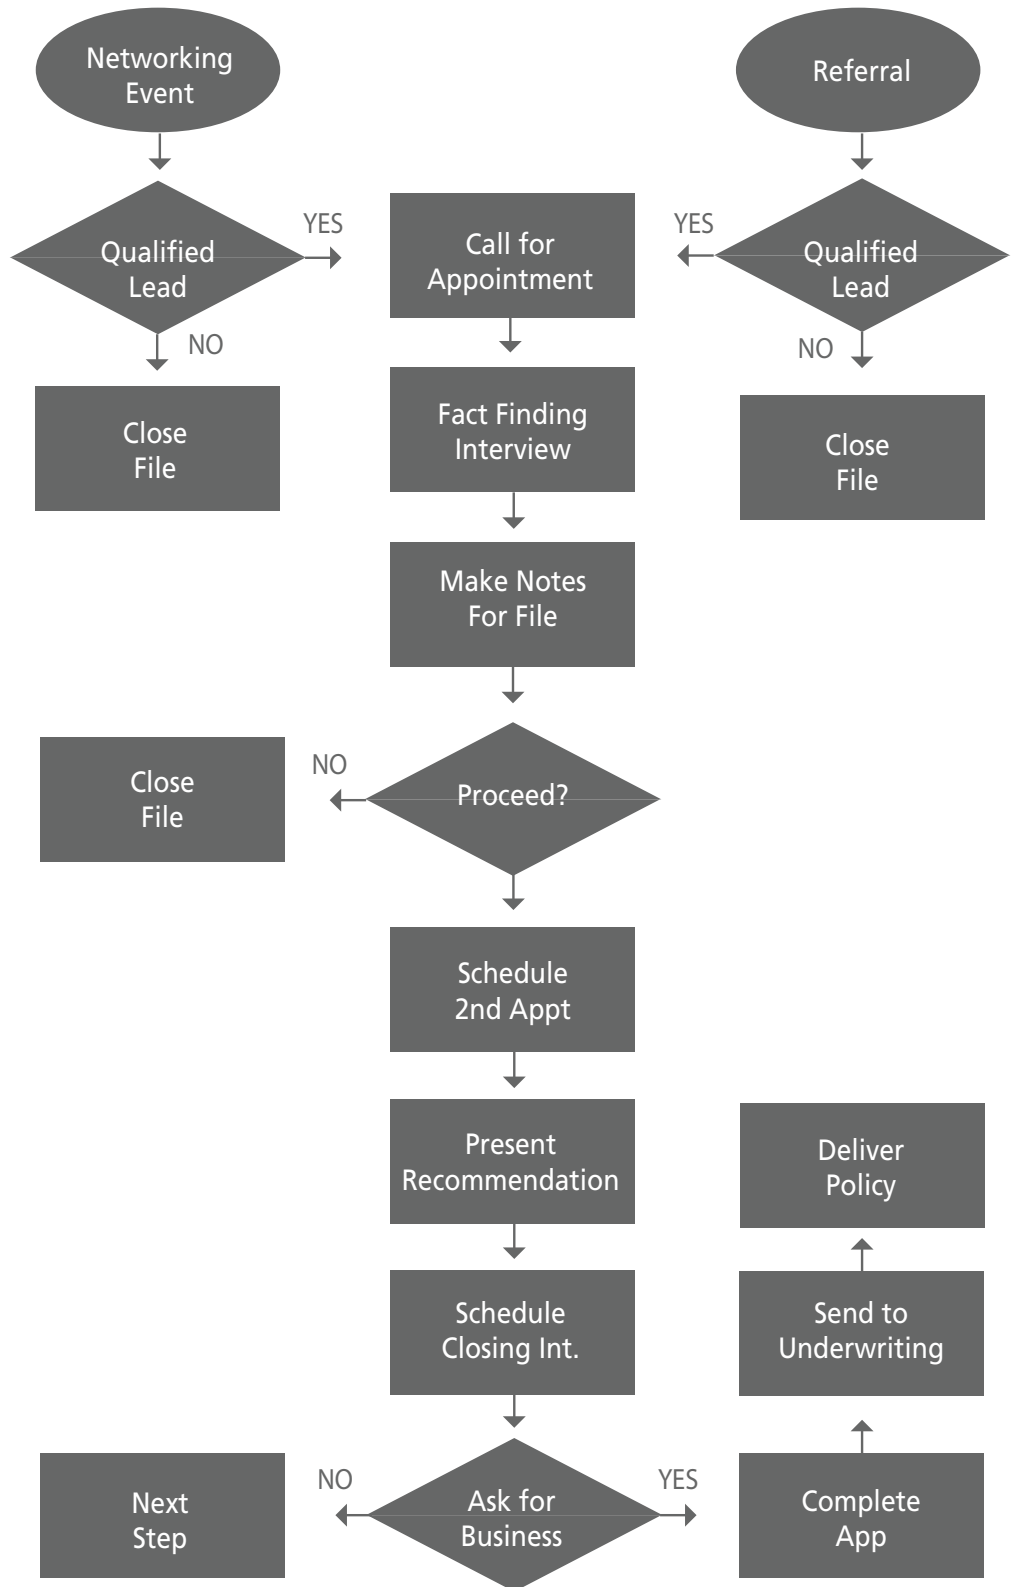 Networking
Event
Referral
Qualified
Lead
YES
NO
Call for
Appointment
YES
Qualified
Lead
NO
Close
File
Fact Finding
Interview
Close
File
Make Notes
For File
Close
File
NO
Proceed?
Schedule
2nd Appt
Present
Recommendation
Deliver
Policy
Schedule
Closing Int.
Send to
Underwriting
Next
Step
NO
Ask for
Business
YES
Complete
App